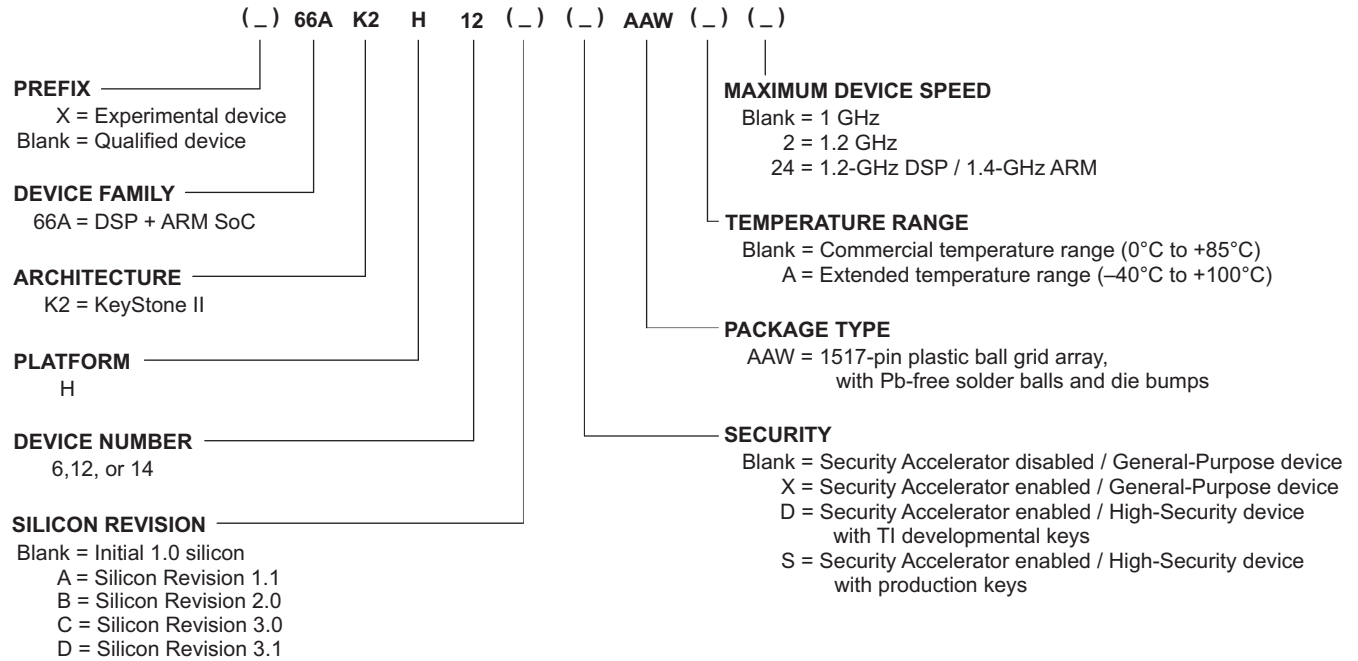 ( _ ) 66A K2 H 12 ( _ ) ( _ ) AAW ( _ ) ( _ )
PREFIX
X = Experimental device
Blank = Qualified device
DEVICE FAMILY
66A = DSP + ARM SoC
ARCHITECTURE
K2 = KeyStone II
PLATFORM
H
DEVICE NUMBER
6,12, or 14
SILICON REVISION
Blank = Initial 1.0 silicon
A = Silicon Revision 1.1
B = Silicon Revision 2.0
C = Silicon Revision 3.0
D = Silicon Revision 3.1
MAXIMUM DEVICE SPEED
Blank = 1 GHz
2 = 1.2 GHz
24 = 1.2-GHz DSP / 1.4-GHz ARM
TEMPERATURE RANGE
Blank = Commercial temperature range (0°C to +85°C)
A = Extended temperature range (–40°C to +100°C)
PACKAGE TYPE
AAW = 1517-pin plastic ball grid array,
with Pb-free solder balls and die bumps
SECURITY
Blank = Security Accelerator disabled / General-Purpose device
X = Security Accelerator enabled / General-Purpose device
D = Security Accelerator enabled / High-Security device
with TI developmental keys
S = Security Accelerator enabled / High-Security device
with production keys